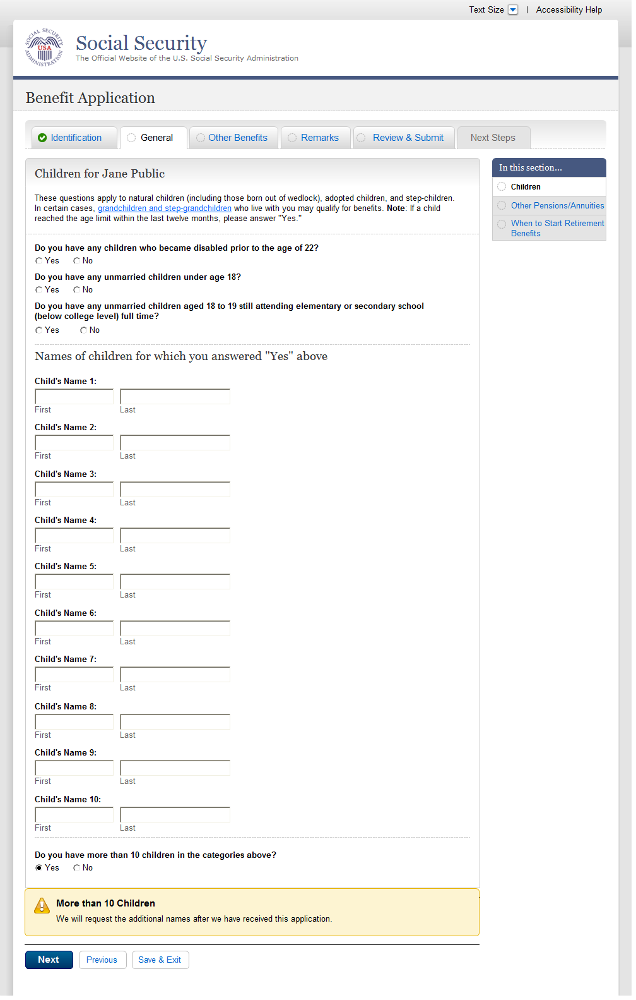 Text Size | Accessibility Help
SOCIAL SECURITY ADMINISTRATION
USA
Social Security
The Official Website of the U.S. Social Security Administration
Benefit Application
Identification General Other Benefits Remarks Review & Submit Next Steps
Children for Jane Public
These questions apply to natural children (including those born out of wedlock), adopted children, and step-children.
In certain cases, grandchildren and step-grandchildren who live with you may qualify for benefits. Note: If a child
reached the age limit within the last twelve months, please answer "Yes."
In this section...
Children
Other Pensions/Annuities
When to Start Retirement
Benefits
Do you have any children who became disabled prior to the age of 22?
Yes No
Do you have any unmarried children under age 18?
Yes No
Do you have any unmarried children aged 18 to 19 still attending elementary or secondary school
(below college level) full time?
Yes No
Names of children for which you answered "Yes" above
Child's Name 1:
First Last
Child's Name 2:
First Last
Child's Name 3:
First Last
Child's Name 4:
First Last
Child's Name 5:
First Last
Child's Name 6:
First Last
Child's Name 7:
First Last
Child's Name 8:
First Last
Child's Name 9:
First Last
Child's Name 10:
First Last
Do you have more than 10 children in the categories above?
Yes No
More than 10 Children
We will request the additional names after we have received this application.
Next Previous Save & Exit